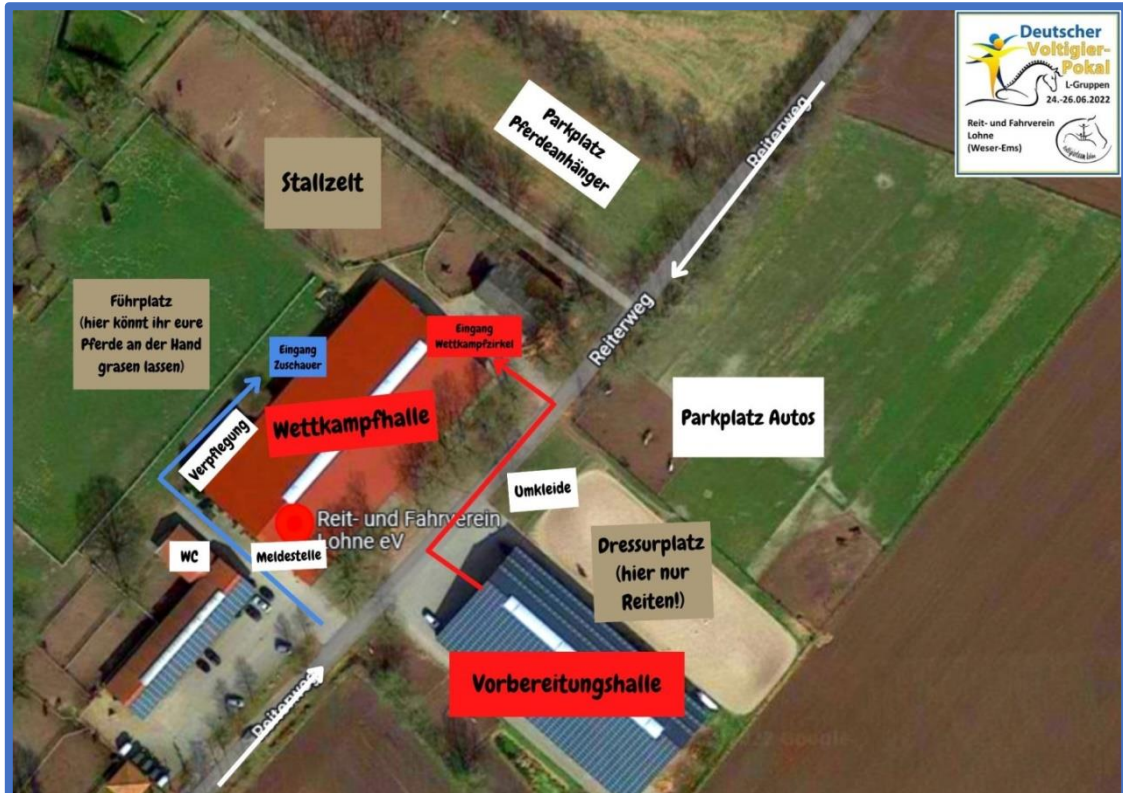 Deutscher
Voltigier-
Pokal
L-Gruppen
24.-26.06.2022
Reit- und Fahrverein
Lohne
(Weser-Ems)
Parkplatz
Pferdeanhänger
Reiterweg
Stallzelt
Führplatz
(hier könnt ihr eure
Pferde an der Hand
grasen lassen)
Eingang
Zuschauer
Eingang
Wettkampfzirkel
Reiterweg
Wettkampfhalle
Parkplatz Autos
Verpflegung
Umkleide
Reit- und Fahrverein
Lohne eV
WC
Meldestelle
Dressurplatz
(hier nur
Reiten!)
Vorbereitungshalle
Reiterweg
Google